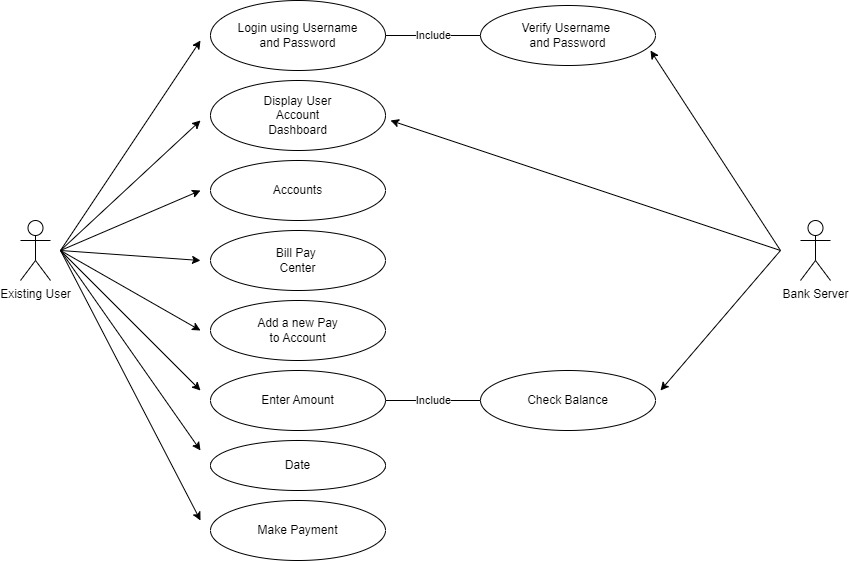 Login using Username
and Password
Include
Verify Username
and Password
Display User
Account
Dashboard
Accounts
Existing User
Bill Pay
Center
Bank Server
Add a new Pay
to Account
Enter Amount
Include
Check Balance
Date
Make Payment